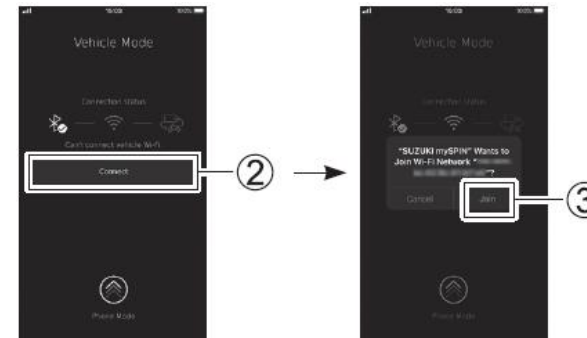 Vehicle Mode
Connection Status
Can't connect vehicle Wi-Fi
Connect
Phone Mode
②
Vehicle Mode
Connection Status
"SUZUKI mySPIN" Wants to
Join Wi-Fi Network "
"?
Cancel
Join
Phone Mode
③